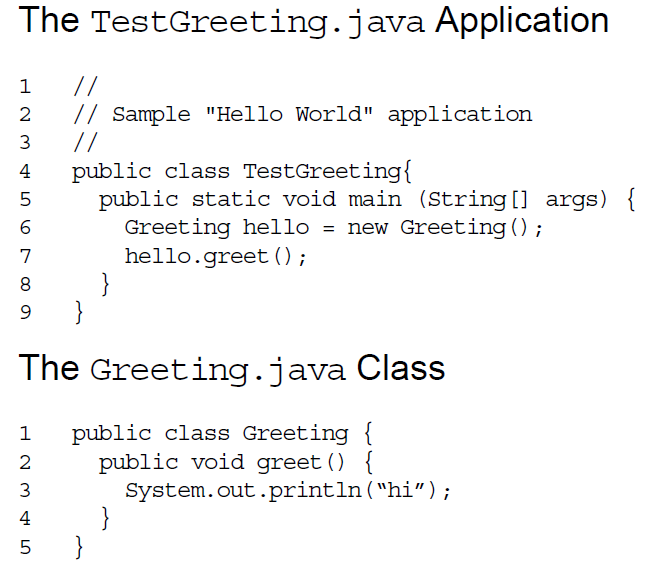 The TestGreeting.java Application
1 //
2 // Sample "Hello World" application
3 //
4 public class TestGreeting{
5 public static void main (String[] args) {
6 Greeting hello = new Greeting();
7 hello.greet();
8 }
9 }
The Greeting.java Class
1 public class Greeting {
2 public void greet() {
3 System.out.println(“hi”);
4 }
5 }